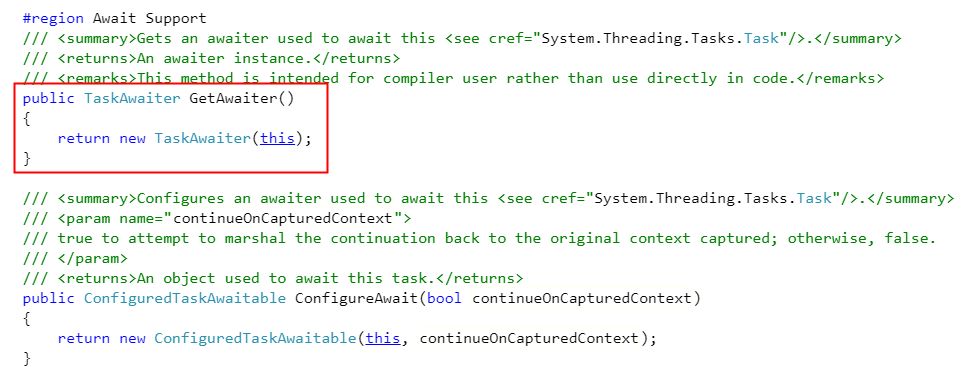 #region Await Support
/// <summary>Gets an awaiter used to await this <see cref="System.Threading.Tasks.Task"/>.</summary>
/// <returns>An awaiter instance.</returns>
/// <remarks>This method is intended for compiler user rather than use directly in code.</remarks>
public TaskAwaiter GetAwaiter()
{
    return new TaskAwaiter(this);
}
/// <summary>Configures an awaiter used to await this <see cref="System.Threading.Tasks.Task"/>.</summary>
/// <param name="continueOnCapturedContext">
/// true to attempt to marshal the continuation back to the original context captured; otherwise, false.
/// </param>
/// <returns>An object used to await this task.</returns>
public ConfiguredTaskAwaitable ConfigureAwait(bool continueOnCapturedContext)
{
    return new ConfiguredTaskAwaitable(this, continueOnCapturedContext);
}